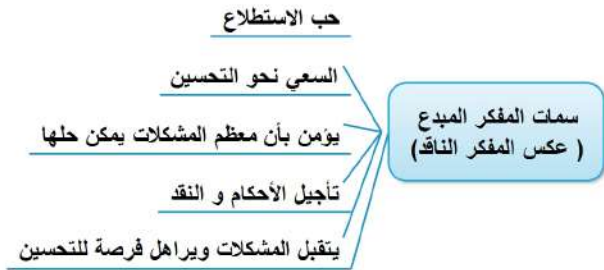 سمات المفكر المبدع
( عكس المفكر الناقد)
حب الاستطلاع
السعي نحو التحسين
يؤمن بأن معظم المشكلات يمكن حلها
تأجيل الأحكام و النقد
يتقبل المشكلات ويراهل فرصة للتحسين